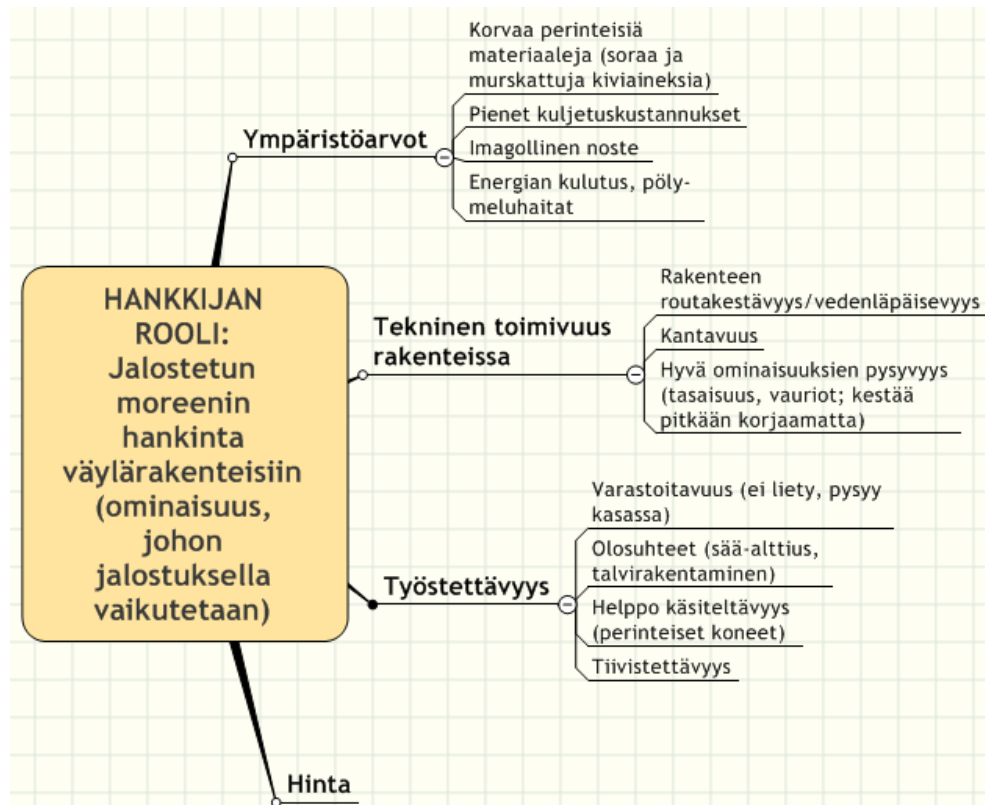 Korvaa perinteisiä
materiaaleja (soraa ja
murskattuja kiviaineksia)
Pienet kuljetuskustannukset
Ympäristöarvot
Imagollinen noste
Energian kulutus, pöly-
meluhaitat
HANKKIJAN
ROOLI:
Jalostetun
moreenin
hankinta
väylärakenteisiin
(ominaisuus,
johon
jalostuksella
vaikutetaan)
Tekninen toimivuus
rakenteissa
Rakenteen
routakestävyys/vedenläpäisevyys
Kantavuus
Hyvä ominaisuuksien pysyvyys
(tasaisuus, vauriot; kestää
pitkään korjaamatta)
Työstettävyys
Varastoitavuus (ei liety, pysyy
kasassa)
Olosuhteet (sää-alttius,
talvirakentaminen)
Helppo käsiteltävyys
(perinteiset koneet)
Tiivistettävyys
Hinta